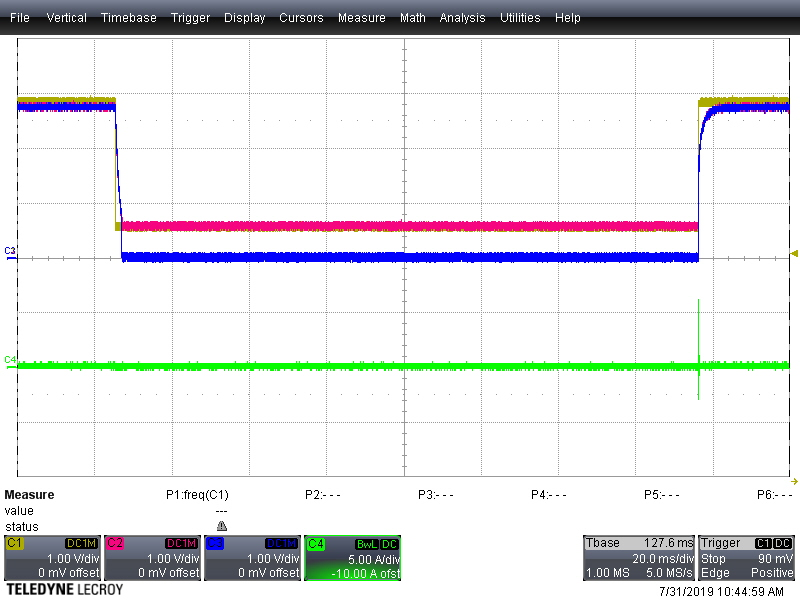 File Vertical Timebase Trigger Display Cursors Measure Math Analysis Utilities Help
C4
Measure P1:freq(C1) P2:- - - P3:- - - P4:- - - P5:- - - P6:- - -
value ---
status
C1 DC1M C2 DC1M C3 DC1M C4 BwL DC Tbase 127.6 ms Trigger C1 DC
1.00 V/div 1.00 V/div 1.00 V/div 5.00 A/div 20.0 ms/div Stop 90 mV
0 mV offset 0 mV offset 0 mV offset -10.00 A ofst 1.00 MS 5.0 MS/s Edge Positive
TELEDYNE LECROY 7/31/2019 10:44:59 AM